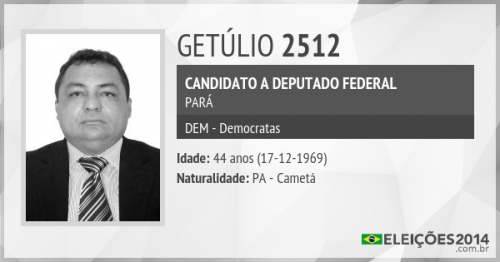 GETÚLIO 2512
CANDIDATO A DEPUTADO FEDERAL
PARÁ
DEM - Democratas
Idade: 44 anos (17-12-1969)
Naturalidade: PA - Cametá
ELEIÇÕES2014
.com.br